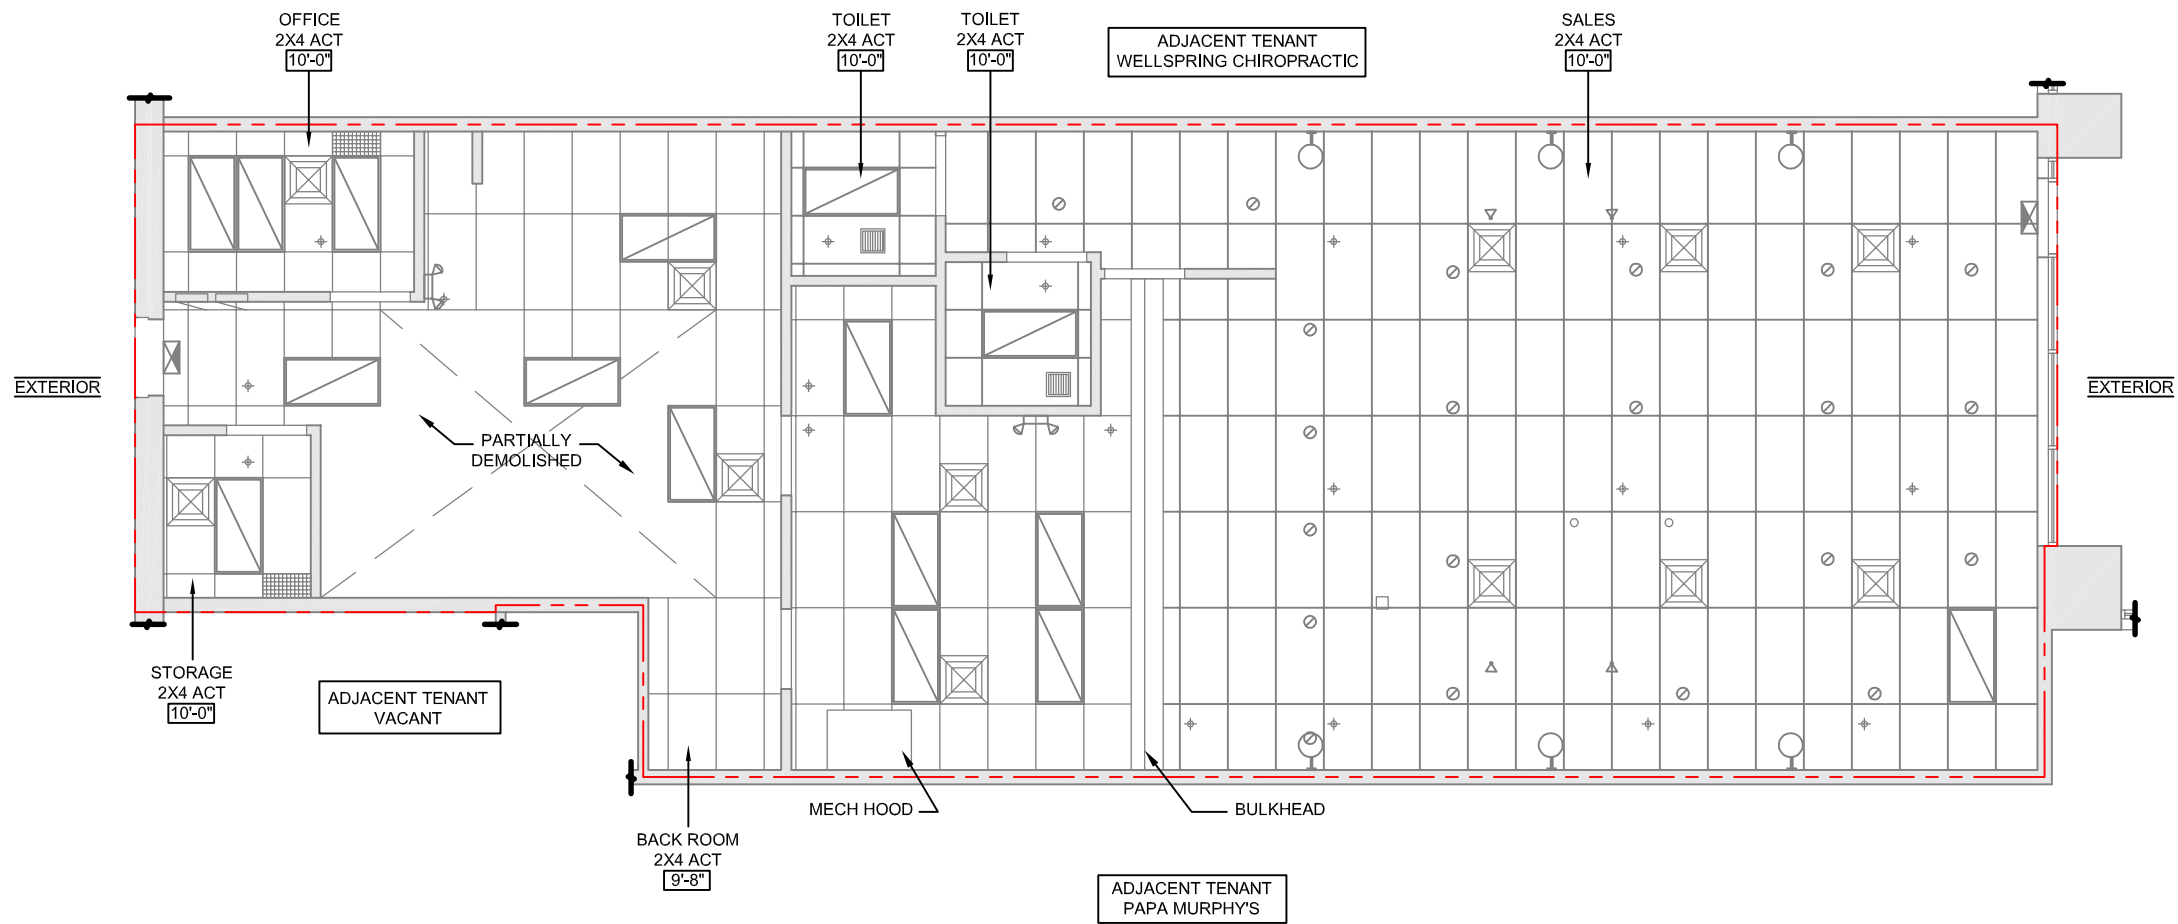 OFFICE
2X4 ACT
10'-0"
TOILET
2X4 ACT
10'-0"
TOILET
2X4 ACT
10'-0"
ADJACENT TENANT
WELLSPRING CHIROPRACTIC
SALES
2X4 ACT
10'-0"
EXTERIOR
EXTERIOR
PARTIALLY
DEMOLISHED
STORAGE
2X4 ACT
10'-0"
ADJACENT TENANT
VACANT
MECH HOOD
BULKHEAD
BACK ROOM
2X4 ACT
9'-8"
ADJACENT TENANT
PAPA MURPHY'S